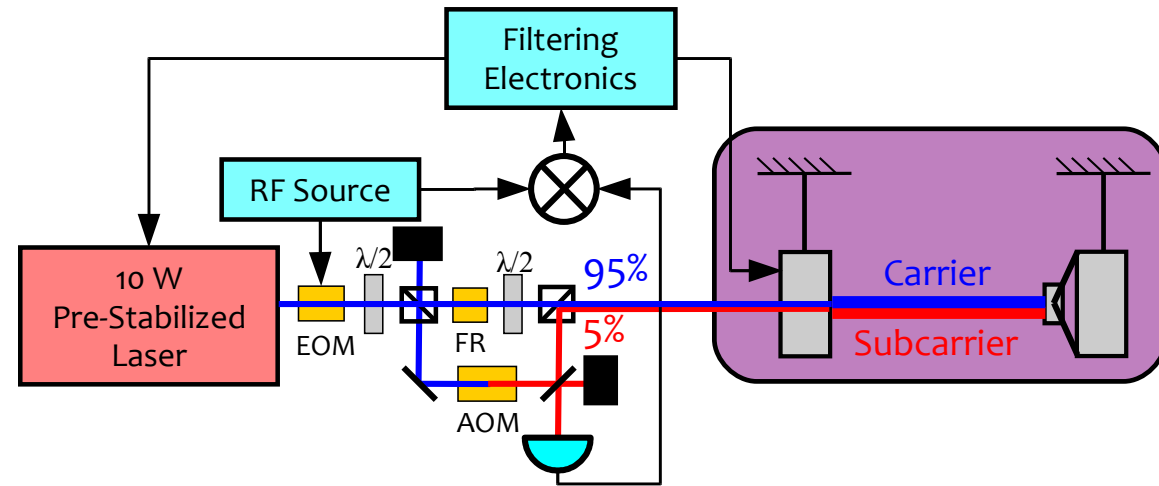 Filtering
Electronics
RF Source
10 W
Pre-Stabilized
Laser
λ/2
λ/2
EOM
FR
AOM
95%
5%
Carrier
Subcarrier